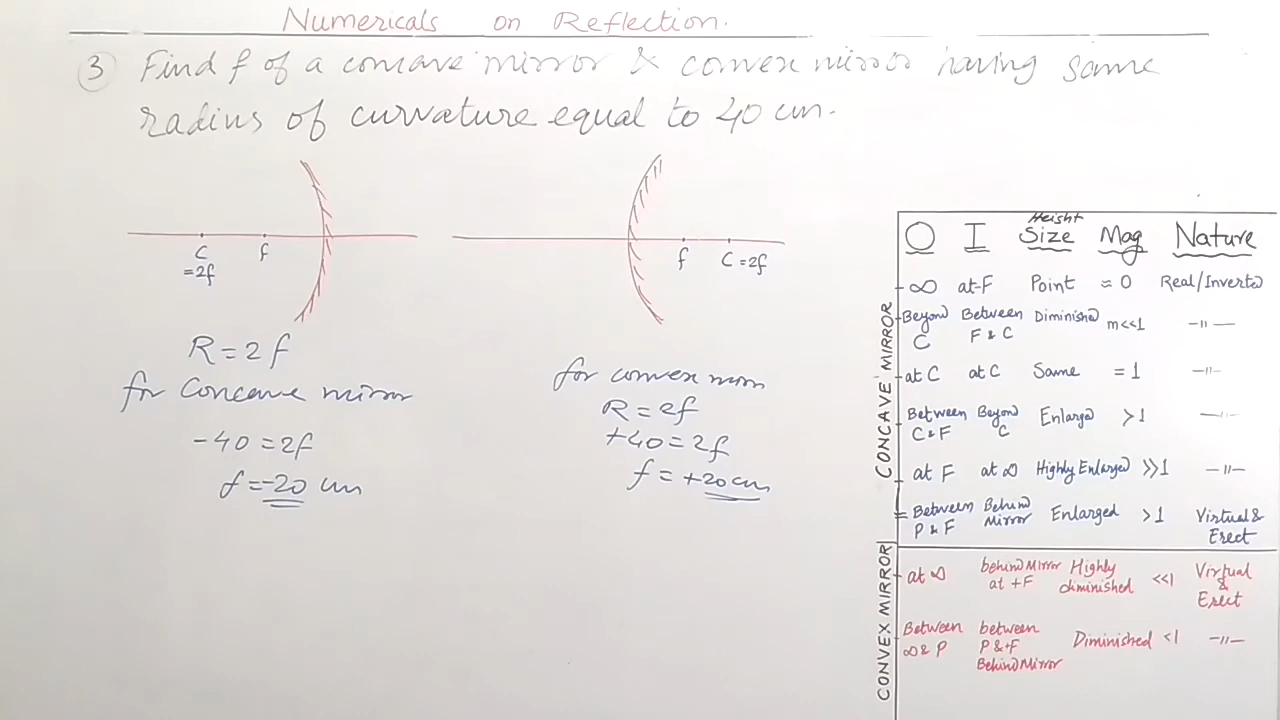 Numericals on Reflection.
③ Find f of a concave mirror & convex mirror having same
radius of curvature equal to 40 cm.
C
=2f
f
f
C=2f
R=2f
for Concave mirror
-40=2f
f=-20 cm
for convex mirr
R=2f
+40=2f
f=+20cm
O I Height Size Mag Nature
CONCAVE MIRROR
∞ at-F Point ≈0 Real/Inverted
Beyond C Between F & C Diminished m<<1 -"-
at C at C Same =1 -"-
Between C&F Beyond C Enlarged >1 -"-
at F at ∞ Highly Enlarged >>1 -"-
= Between P&F Behind Mirror Enlarged >1 Virtual& Erect
CONVEX MIRROR
at ∞ behind Mirror at +F Highly diminished <<1 Virtual & Erect
Between ∞&P between P&+F Behind Mirror Diminished <1 -"-